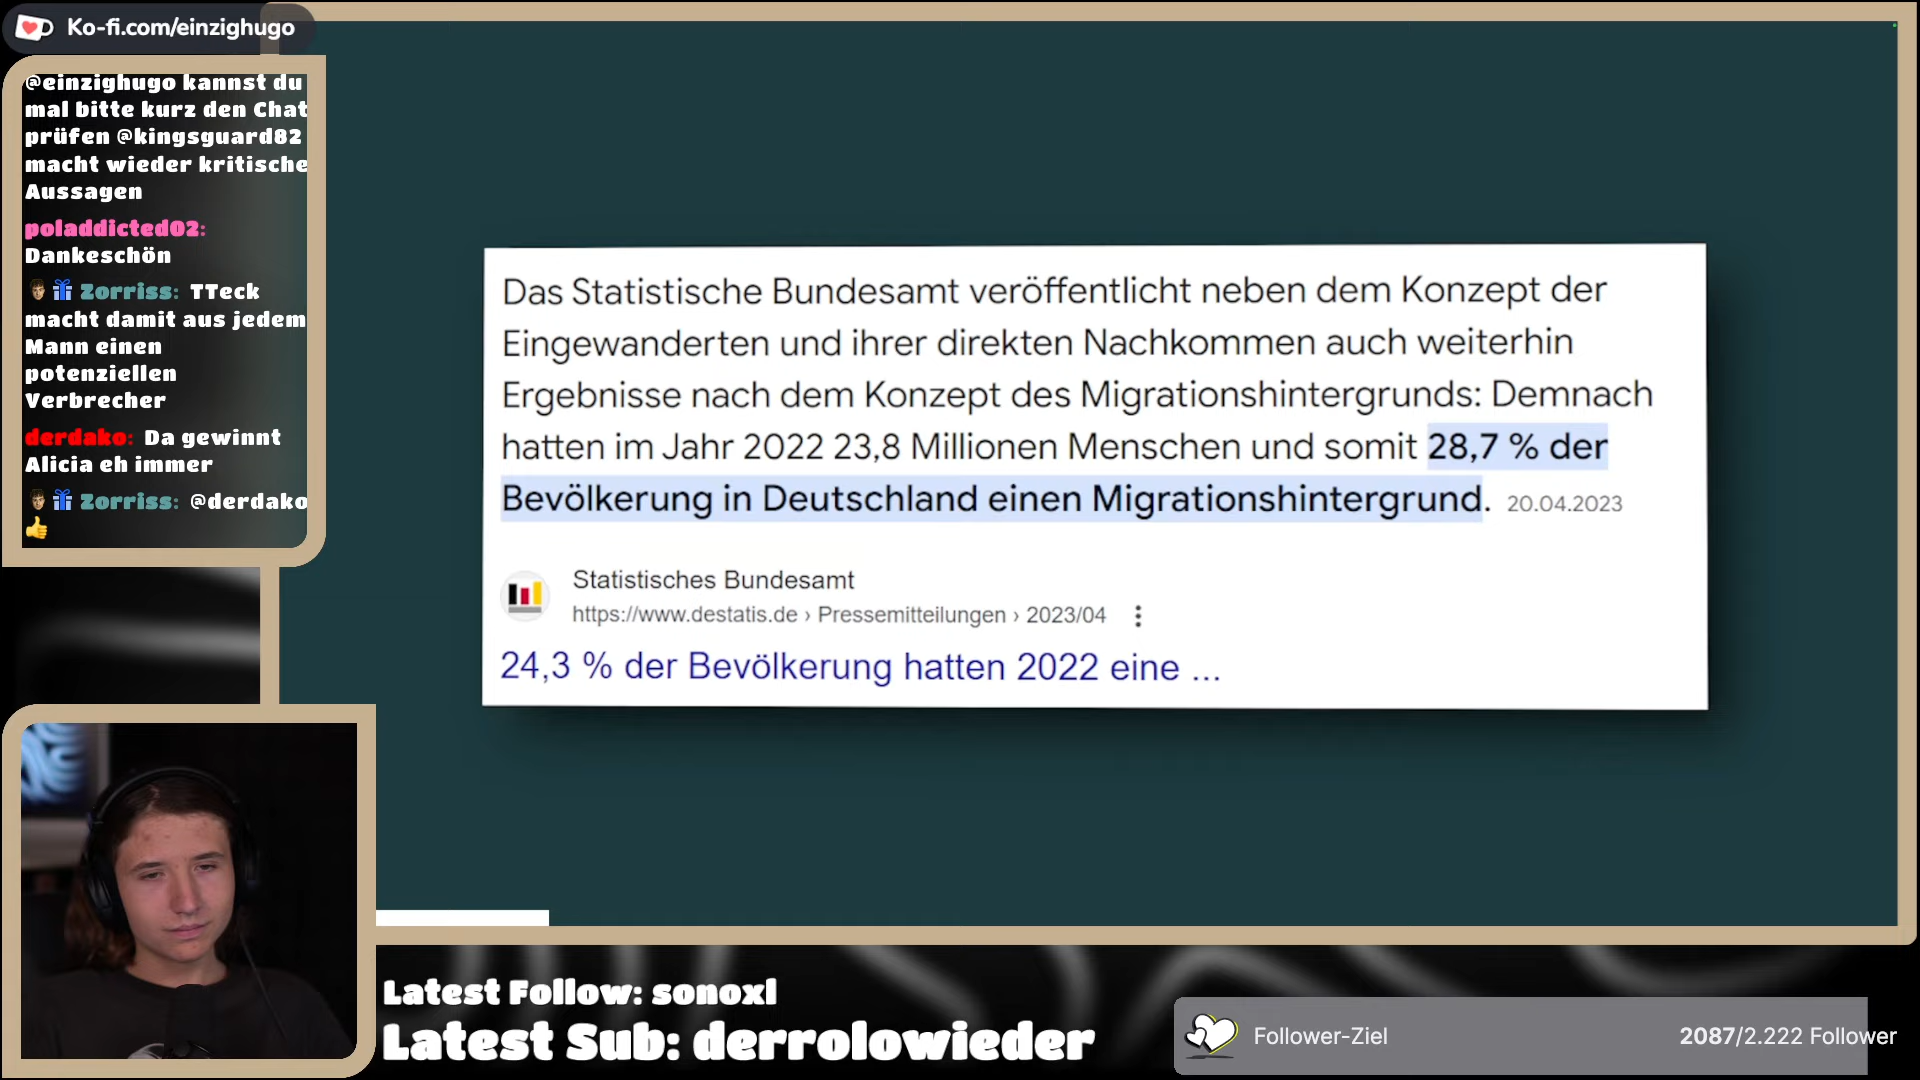 Ko-fi.com/einzighugo
@einzighugo kannst du
mal bitte kurz den Chat
prüfen @kingsguard82
macht wieder kritische
Aussagen
poladdicted02:
Dankeschön
Zorriss: TTeck
macht damit aus jedem
Mann einen
potenziellen
Verbrecher
derdako: Da gewinnt
Alicia eh immer
Zorriss: @derdako
👍
Das Statistische Bundesamt veröffentlicht neben dem Konzept der
Eingewanderten und ihrer direkten Nachkommen auch weiterhin
Ergebnisse nach dem Konzept des Migrationshintergrunds: Demnach
hatten im Jahr 2022 23,8 Millionen Menschen und somit 28,7 % der
Bevölkerung in Deutschland einen Migrationshintergrund. 20.04.2023
Statistisches Bundesamt
https://www.destatis.de › Pressemitteilungen › 2023/04
24,3 % der Bevölkerung hatten 2022 eine ...
Latest Follow: sonoxl
Latest Sub: derrolowieder
Follower-Ziel
2087/2.222 Follower